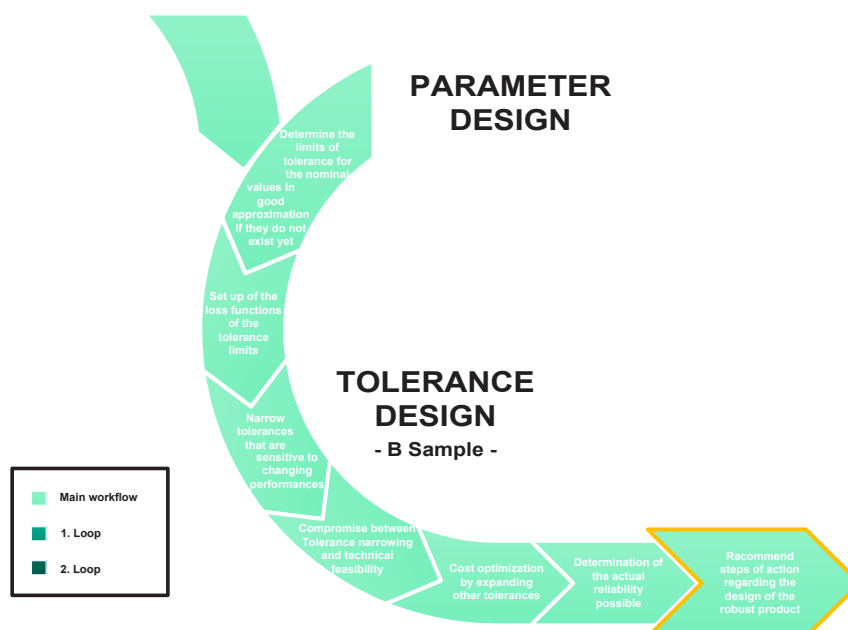 PARAMETER
DESIGN
Determine the
limits of
tolerance for
the nominal
values In
good
approximation
if they do not
exist yet
Set up of the
loss functions
of the
tolerance
limits
TOLERANCE
DESIGN
- B Sample -
Narrow
tolerances
that are
sensitive to
changing
performances
Compromise between
Tolerance narrowing
and technical
feasibility
Cost optimization
by expanding
other tolerances
Determination of
the actual
reliability
possible
Recommend
steps of action
regarding the
design of the
robust product
Main workflow
1. Loop
2. Loop